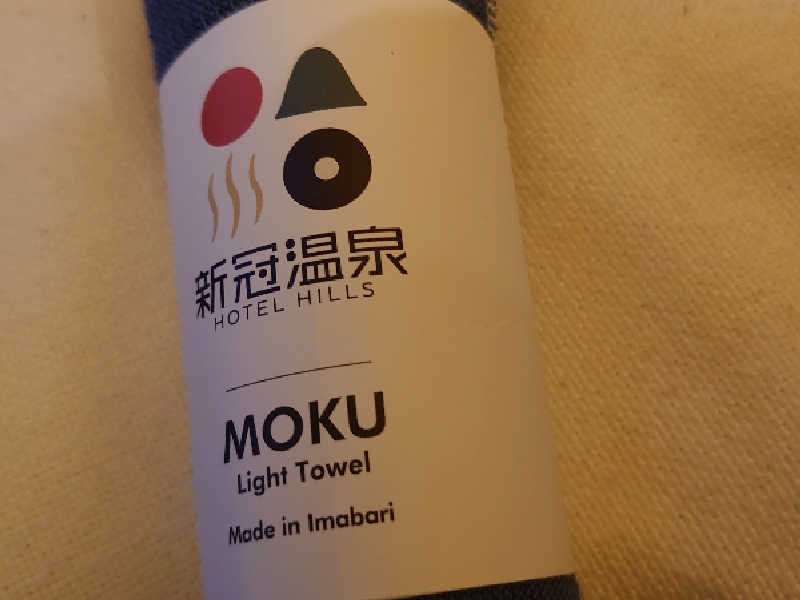 新冠温泉
HOTEL HILLS
MOKU
Light Towel
Made in Imabari